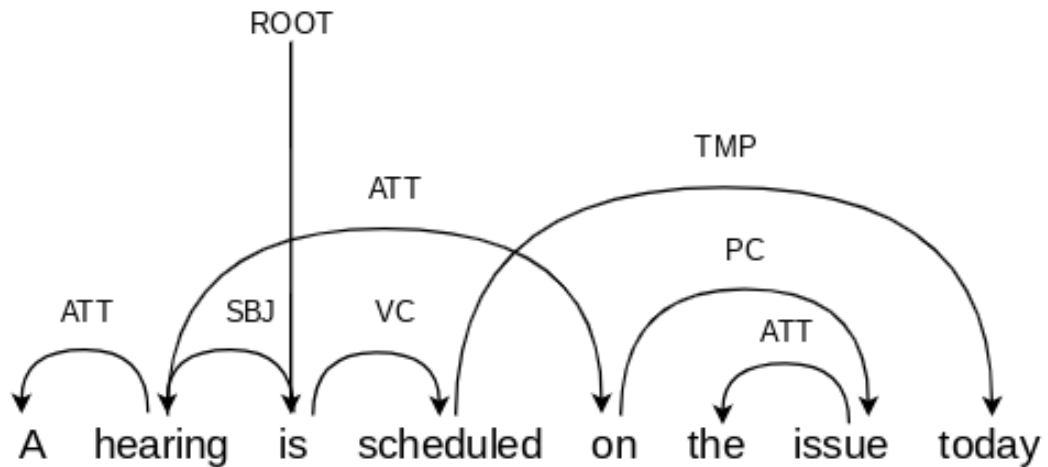 ROOT
TMP
ATT
PC
ATT SBJ VC ATT
A hearing is scheduled on the issue today